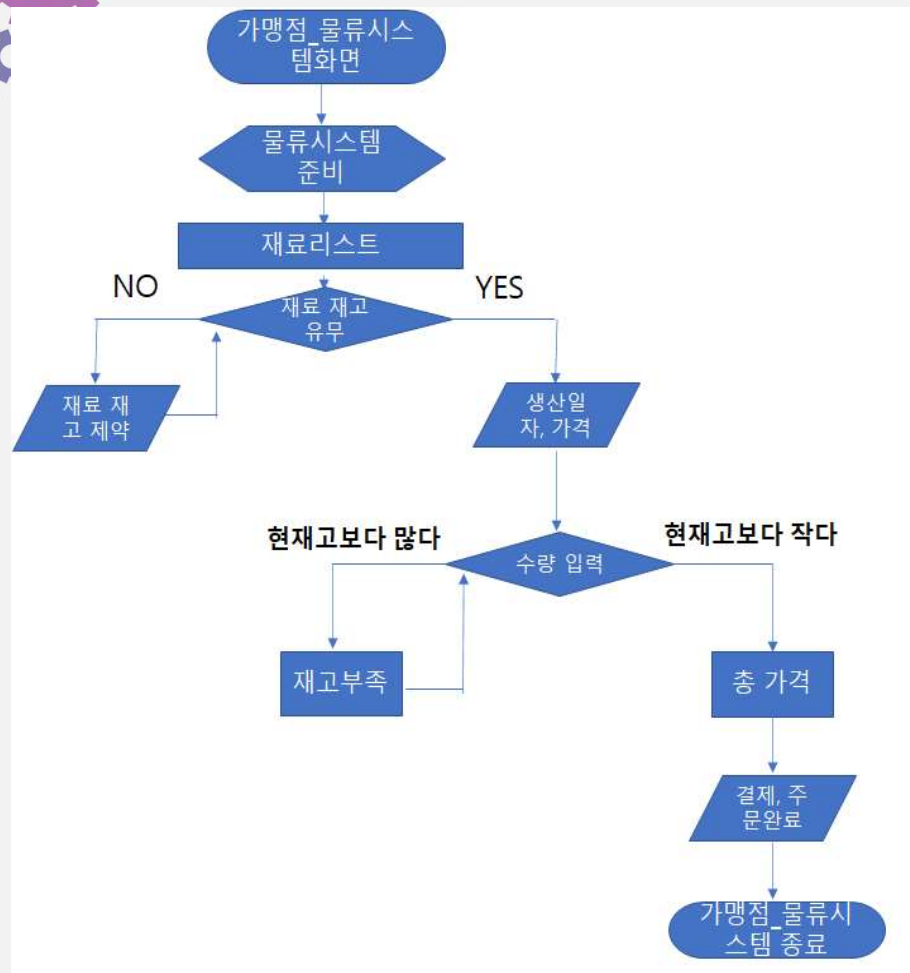 가맹점_물류시스
템화면
물류시스템
준비
재료리스트
NO
YES
재료 재고
유무
재료 재
고 제약
생산일
자, 가격
현재고보다 많다
현재고보다 작다
수량 입력
재고부족
총 가격
결제, 주
문완료
가맹점_물류시
스템 종료